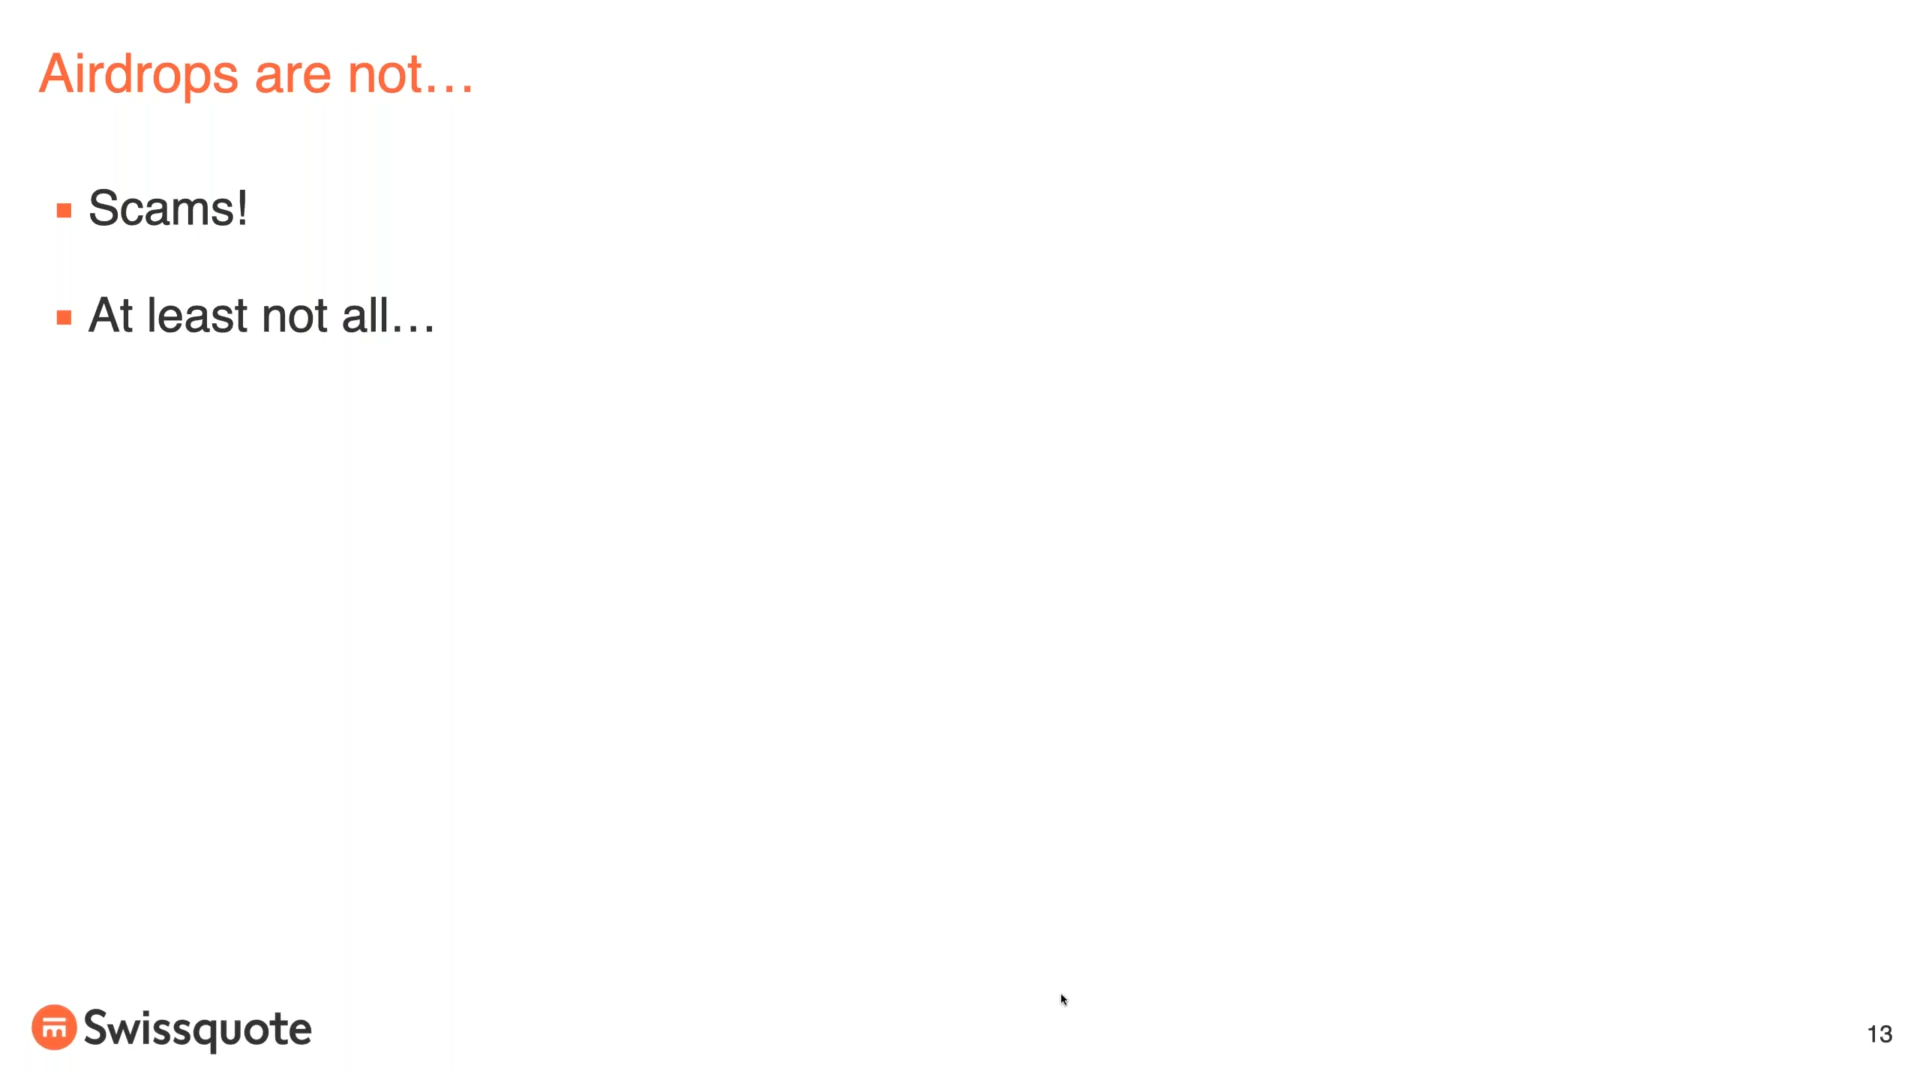 Airdrops are not…
Scams!
At least not all…
Swissquote
13